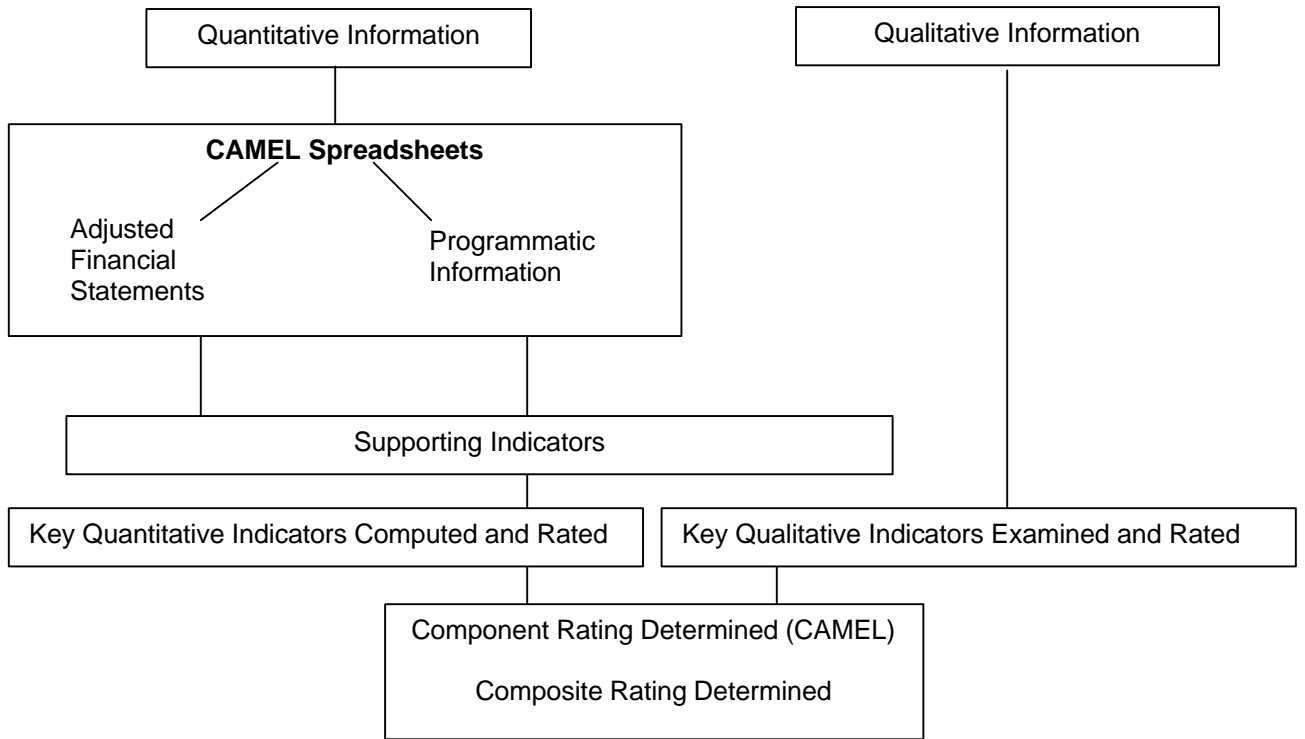 Quantitative Information
Qualitative Information
CAMEL Spreadsheets
Adjusted
Financial
Statements
Programmatic
Information
Supporting Indicators
Key Quantitative Indicators Computed and Rated
Key Qualitative Indicators Examined and Rated
Component Rating Determined (CAMEL)
Composite Rating Determined